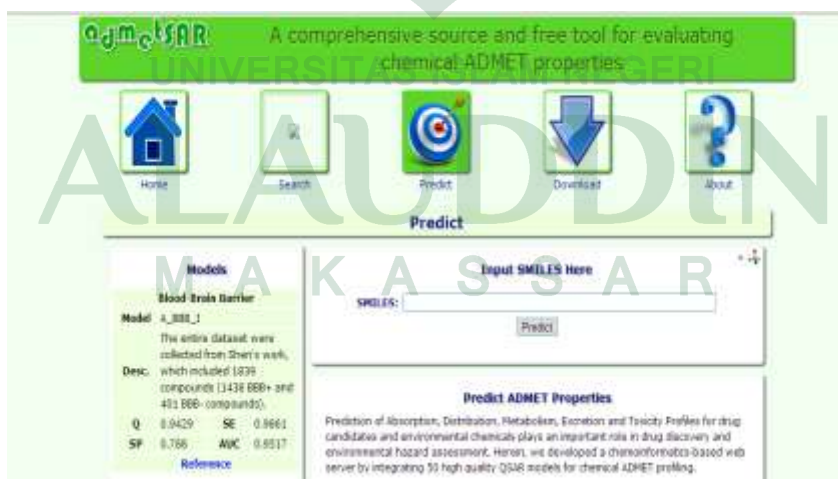 admetSAR
A comprehensive source and free tool for evaluating
chemical ADMET properties
UNIVERSITAS ISLAM NEGERI
Home
Search
Predict
Download
About
ALAUDDIN
Predict
MAKASSAR
Models
Blood Brain Barrier
Model A_BBB_I
The entire dataset were
collected from Shen's work,
Desc. which included 1839
compounds (1438 BBB+ and
401 BBB- compounds).
Q 0.9429 SE 0.9661
SP 0.766 AUC 0.9517
Reference
Input SMILES Here
SMILES:
Predict
Predict ADMET Properties
Prediction of Absorption, Distribution, Metabolism, Excretion and Toxicity Profiles for drug
candidates and environmental chemicals plays an important role in drug discovery and
environmental hazard assessment. Herein, we developed a chemoinformatics-based web
server by integrating 50 high quality QSAR models for chemical ADMET profiling.